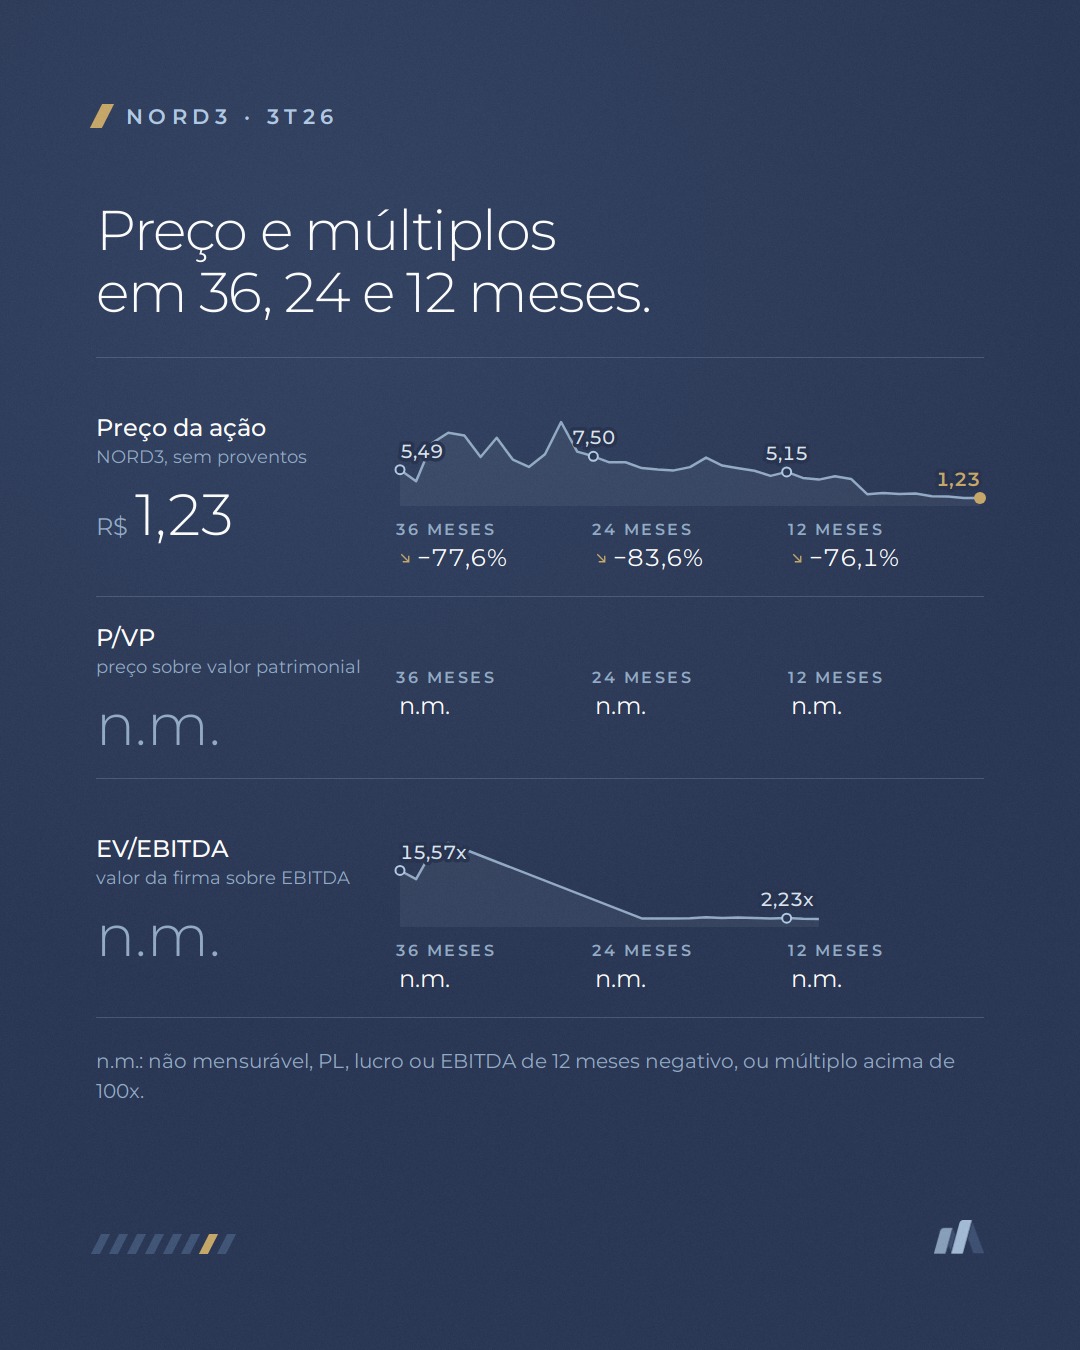 NORD3 · 3T26
Preço e múltiplos
em 36, 24 e 12 meses.
Preço da ação
NORD3, sem proventos
R$ 1,23
5,49
7,50
5,15
1,23
36 MESES
24 MESES
12 MESES
↘ −77,6%
↘ −83,6%
↘ −76,1%
P/VP
preço sobre valor patrimonial
n.m.
36 MESES
24 MESES
12 MESES
n.m.
n.m.
n.m.
EV/EBITDA
valor da firma sobre EBITDA
n.m.
15,57x
2,23x
36 MESES
24 MESES
12 MESES
n.m.
n.m.
n.m.
n.m.: não mensurável, PL, lucro ou EBITDA de 12 meses negativo, ou múltiplo acima de
100x.